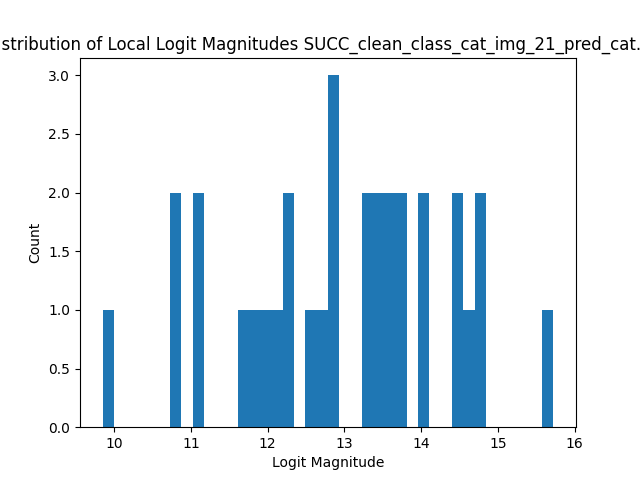 stribution of Local Logit Magnitudes SUCC_clean_class_cat_img_21_pred_cat.
3.0
2.5
2.0
1.5
1.0
0.5
0.0
Count
10 11 12 13 14 15 16
Logit Magnitude